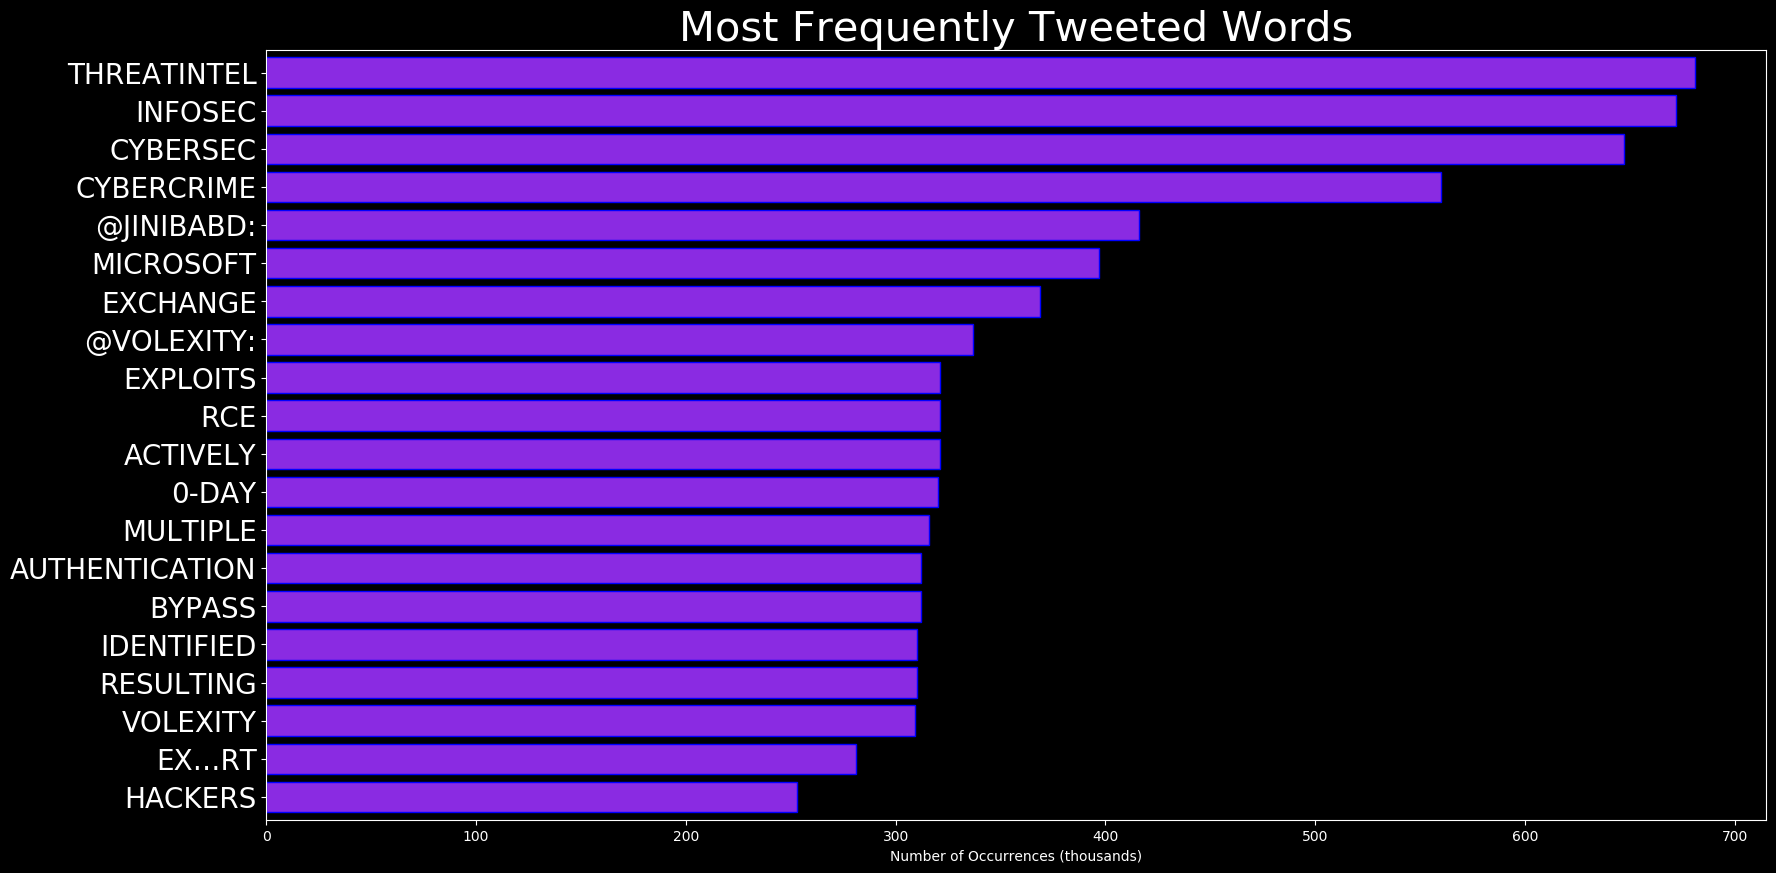 Most Frequently Tweeted Words
THREATINTEL
INFOSEC
CYBERSEC
CYBERCRIME
@JINIBABD:
MICROSOFT
EXCHANGE
@VOLEXITY:
EXPLOITS
RCE
ACTIVELY
0-DAY
MULTIPLE
AUTHENTICATION
BYPASS
IDENTIFIED
RESULTING
VOLEXITY
EX…RT
HACKERS
0 100 200 300 400 500 600 700
Number of Occurrences (thousands)